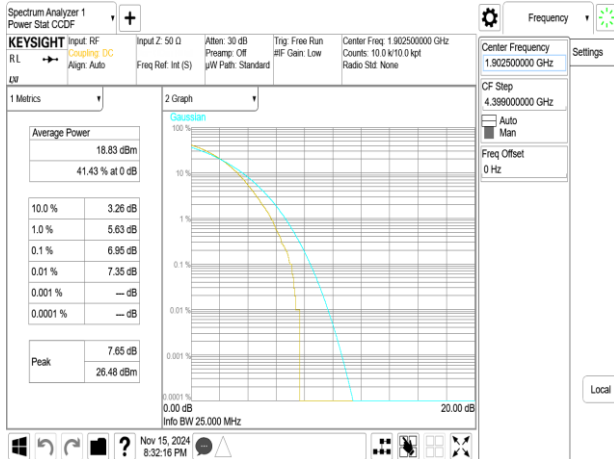 Spectrum Analyzer 1
Power Stat CCDF
Frequency
KEYSIGHT
RL
LXI
Input: RF
Coupling: DC
Align: Auto
Input Z: 50 Ω
Freq Ref: Int (S)
Atten: 30 dB
Preamp: Off
µW Path: Standard
Trig: Free Run
#IF Gain: Low
Center Freq: 1.902500000 GHz
Counts: 10.0 k/10.0 kpt
Radio Std: None
Center Frequency
1.902500000 GHz
Settings
CF Step
4.399000000 GHz
Auto
Man
Freq Offset
0 Hz
1 Metrics
Average Power
18.83 dBm
41.43 % at 0 dB
10.0 % 3.26 dB
1.0 % 5.63 dB
0.1 % 6.95 dB
0.01 % 7.35 dB
0.001 % --- dB
0.0001 % --- dB
Peak
7.65 dB
26.48 dBm
2 Graph
Gaussian
100 %
10 %
1 %
0.1 %
0.01 %
0.001 %
0.0001 %
0.00 dB 20.00 dB
Info BW 25.000 MHz
Local
?
Nov 15, 2024
8:32:16 PM